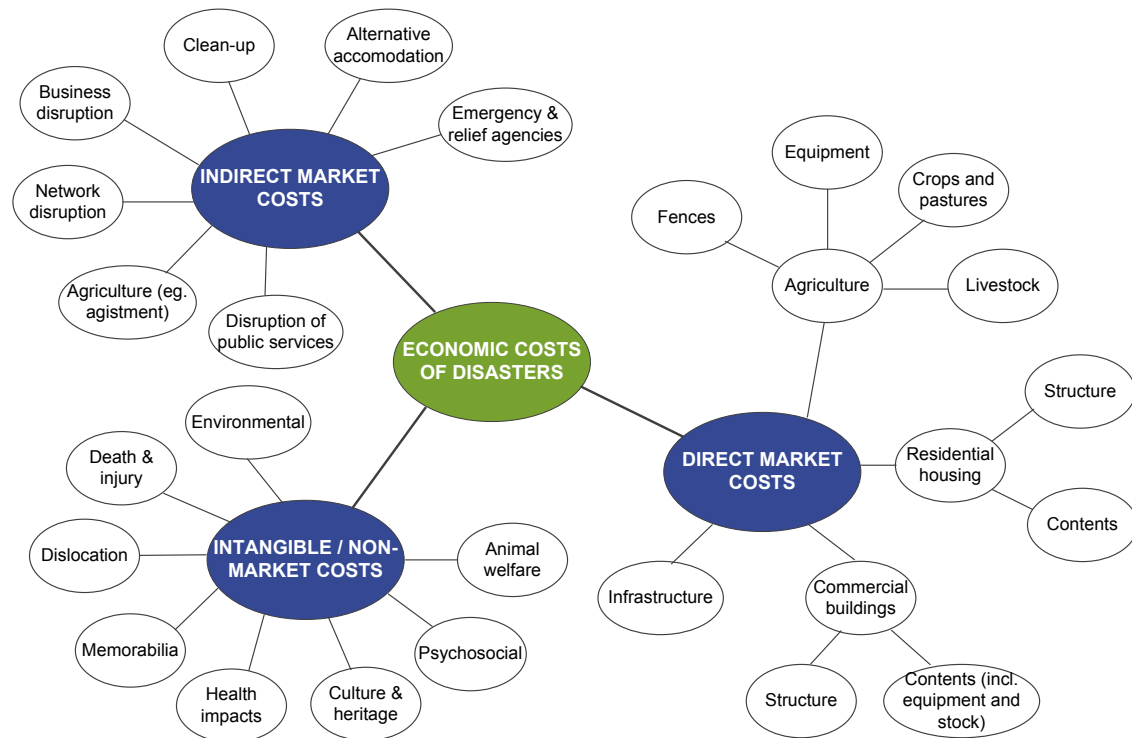 Clean-up
Alternative
accomodation
Business
disruption
Emergency &
relief agencies
INDIRECT MARKET
COSTS
Network
disruption
Agriculture (eg.
agistment)
Disruption of
public services
Equipment
Crops and
pastures
Fences
Agriculture
Livestock
ECONOMIC COSTS
OF DISASTERS
Structure
DIRECT MARKET
COSTS
Residential
housing
Contents
Infrastructure
Commercial
buildings
Structure
Contents (incl.
equipment and
stock)
Environmental
Death &
injury
Dislocation
INTANGIBLE / NON-
MARKET COSTS
Animal
welfare
Memorabilia
Psychosocial
Health
impacts
Culture &
heritage